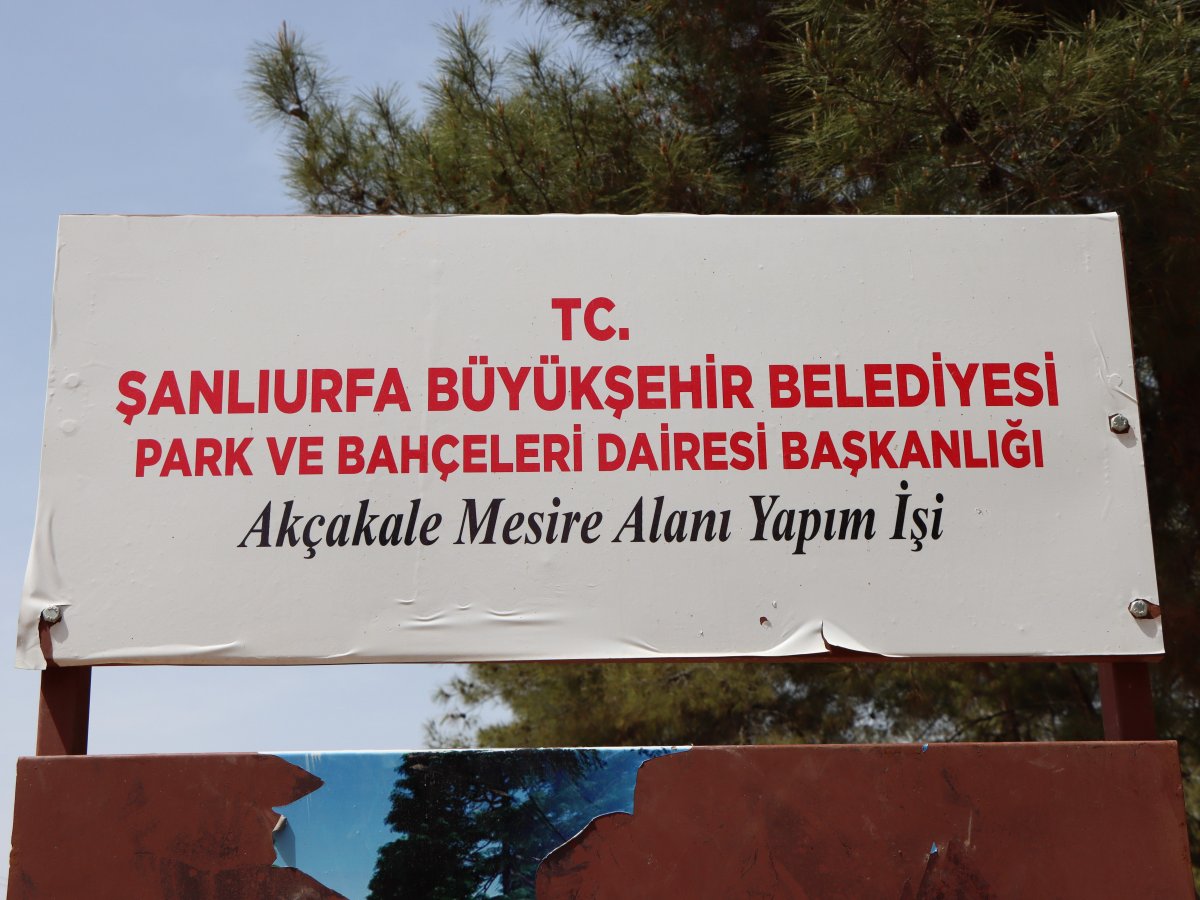 TC.
ŞANLIURFA BÜYÜKŞEHİR BELEDİYESİ
PARK VE BAHÇELERİ DAİRESİ BAŞKANLIĞI
Akçakale Mesire Alanı Yapım İşi